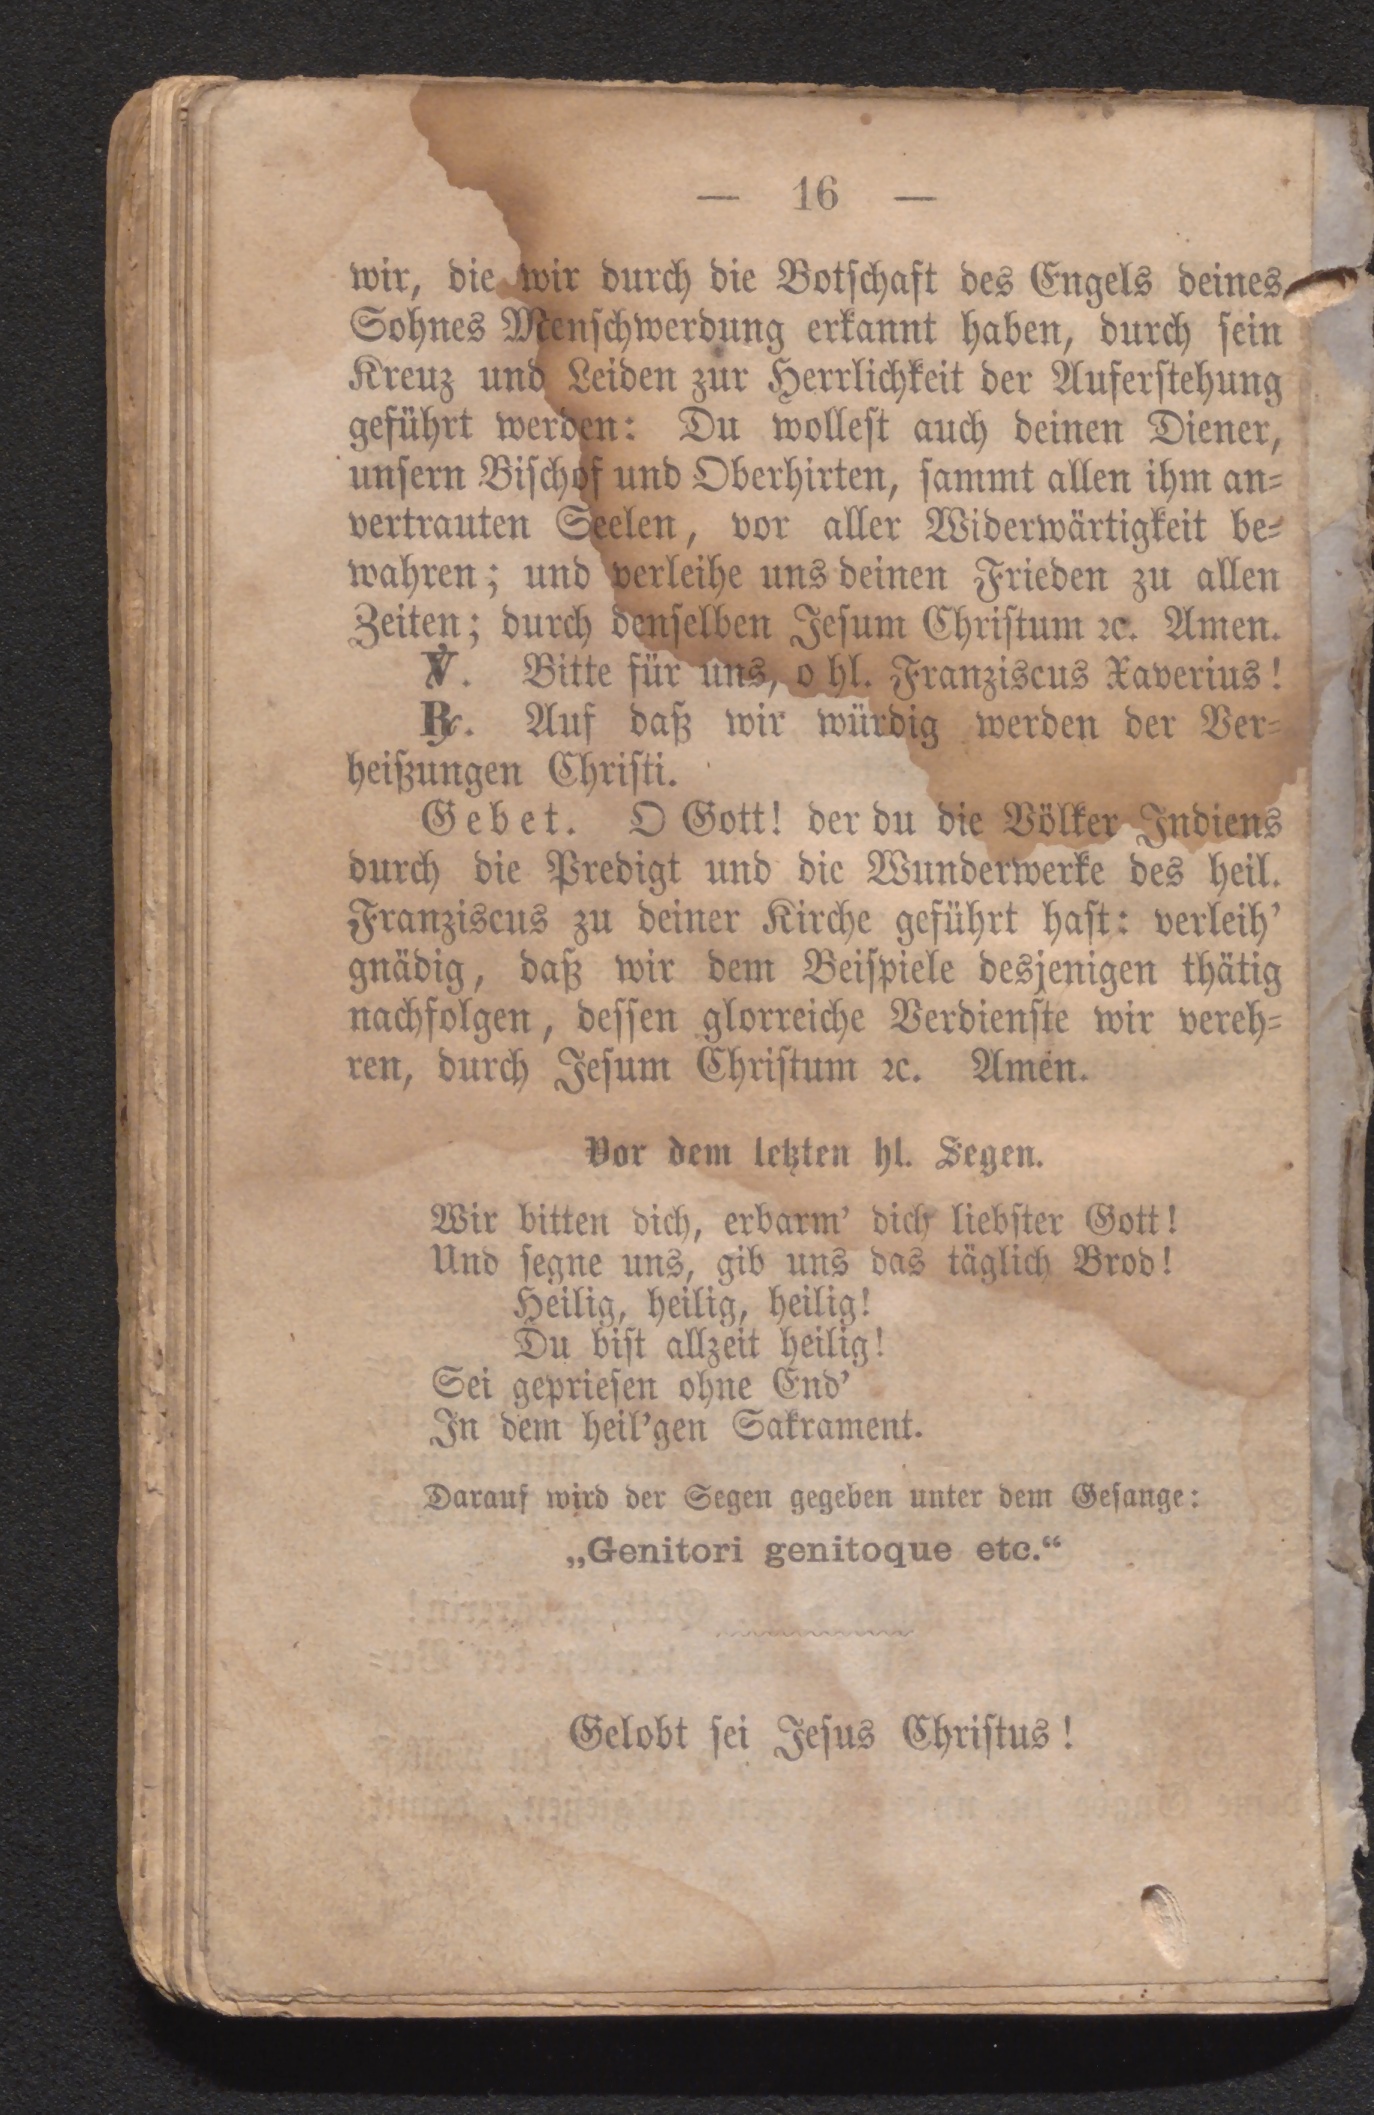 — 16 —
wir, die wir durch die Botschaft des Engels deines
Sohnes Menschwerdung erkannt haben, durch sein
Kreuz und Leiden zur Herrlichkeit der Auferstehung
geführt werden: Du wollest auch deinen Diener,
unsern Bischof und Oberhirten, sammt allen ihm an=
vertrauten Seelen, vor aller Widerwärtigkeit be=
wahren; und verleihe uns deinen Frieden zu allen
Zeiten; durch denselben Jesum Christum ꝛc. Amen.
℣. Bitte für uns, o hl. Franziscus Xaverius!
℟. Auf daß wir würdig werden der Ver=
heißungen Christi.
Gebet. O Gott! der du die Völker Indiens
durch die Predigt und die Wunderwerke des heil.
Franziscus zu deiner Kirche geführt hast: verleih’
gnädig, daß wir dem Beispiele desjenigen thätig
nachfolgen, dessen glorreiche Verdienste wir vereh=
ren, durch Jesum Christum ꝛc. Amen.
Vor dem letzten hl. Segen.
Wir bitten dich, erbarm’ dich liebster Gott!
Und segne uns, gib uns das täglich Brod!
Heilig, heilig, heilig!
Du bist allzeit heilig!
Sei gepriesen ohne End’
In dem heil’gen Sakrament.
Darauf wird der Segen gegeben unter dem Gesange:
„Genitori genitoque etc.“
Gelobt sei Jesus Christus!